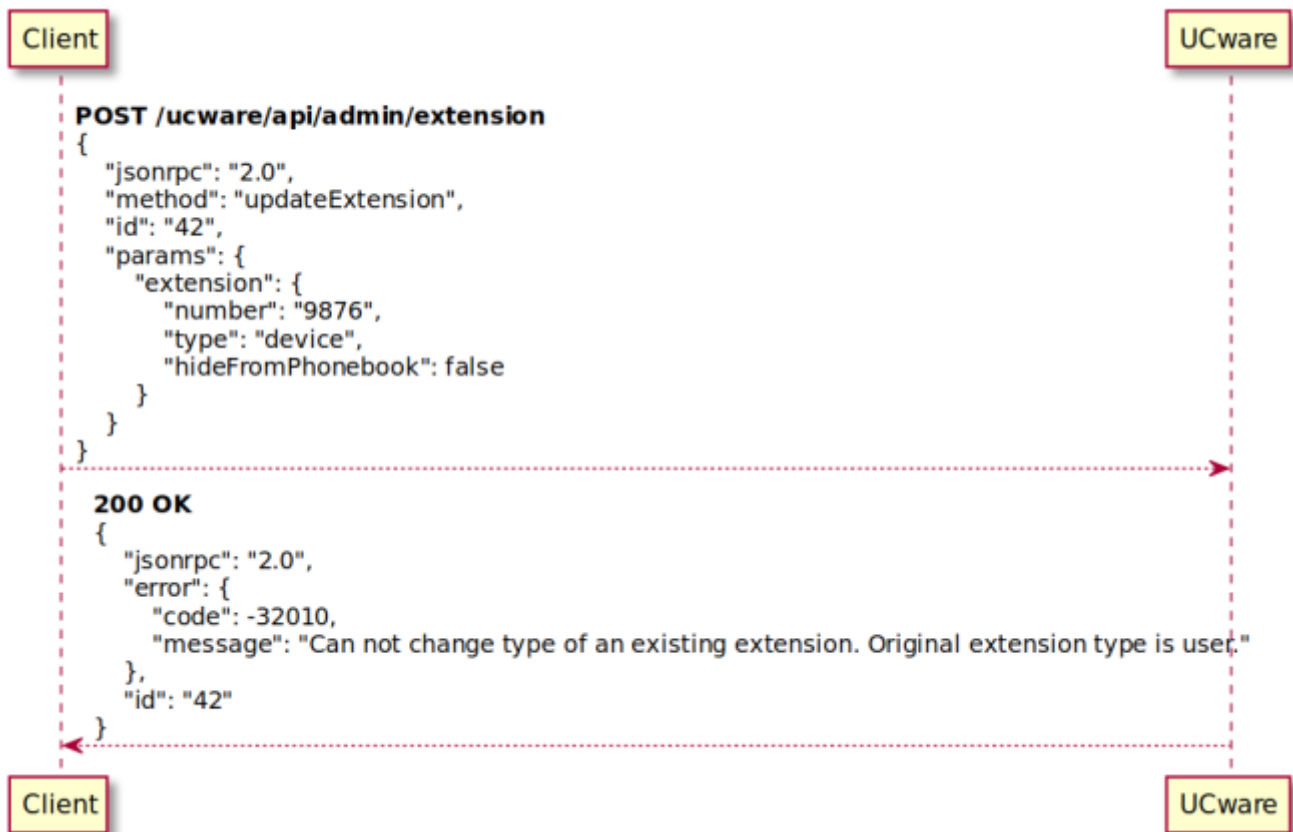 Client
UCware
POST /ucware/api/admin/extension
{
"jsonrpc": "2.0",
"method": "updateExtension",
"id": "42",
"params": {
"extension": {
"number": "9876",
"type": "device",
"hideFromPhonebook": false
}
}
}
200 OK
{
"jsonrpc": "2.0",
"error": {
"code": -32010,
"message": "Can not change type of an existing extension. Original extension type is user."
},
"id": "42"
}
Client
UCware